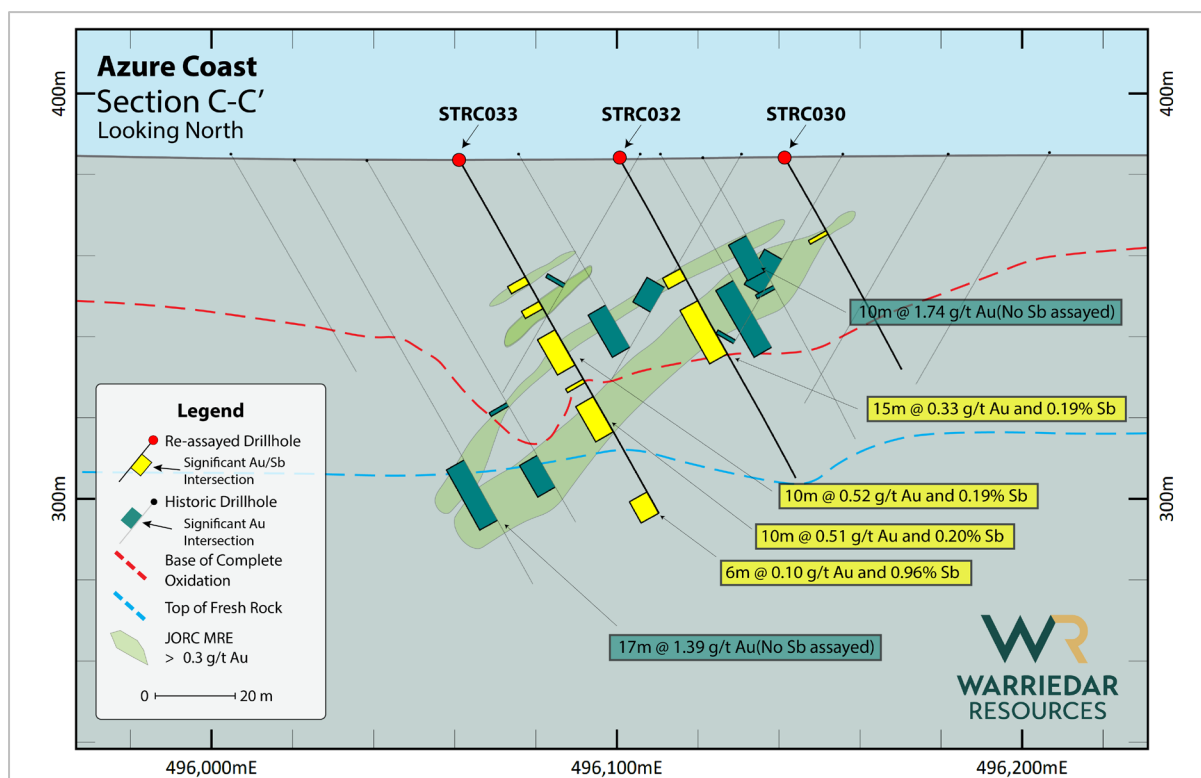 Azure Coast
Section C-C'
Looking North
400m
400m
STRC033
STRC032
STRC030
10m @ 1.74 g/t Au(No Sb assayed)
15m @ 0.33 g/t Au and 0.19% Sb
10m @ 0.52 g/t Au and 0.19% Sb
10m @ 0.51 g/t Au and 0.20% Sb
6m @ 0.10 g/t Au and 0.96% Sb
17m @ 1.39 g/t Au(No Sb assayed)
300m
300m
Legend
Re-assayed Drillhole
Significant Au/Sb
Intersection
Historic Drillhole
Significant Au
Intersection
Base of Complete
Oxidation
Top of Fresh Rock
JORC MRE
> 0.3 g/t Au
0
20 m
WR
WARRIEDAR
RESOURCES
496,000mE
496,100mE
496,200mE